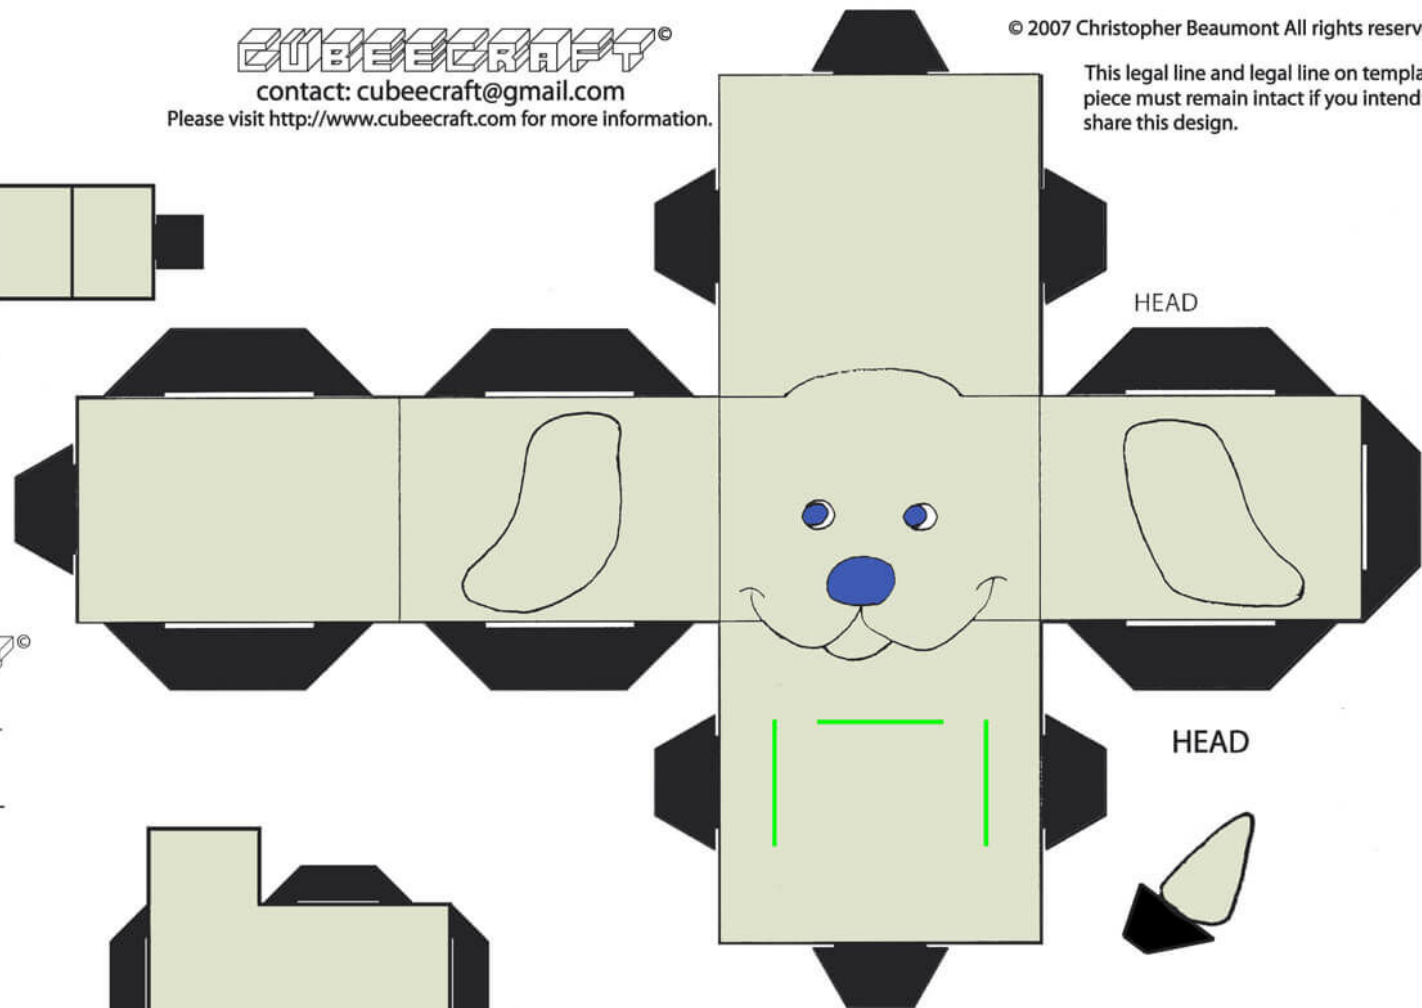 CUBEECRAFT©
contact: cubeecraft@gmail.com
Please visit http://www.cubeecraft.com for more information.
© 2007 Christopher Beaumont All rights reserv
This legal line and legal line on templa
piece must remain intact if you intend
share this design.
HEAD
©
HEAD